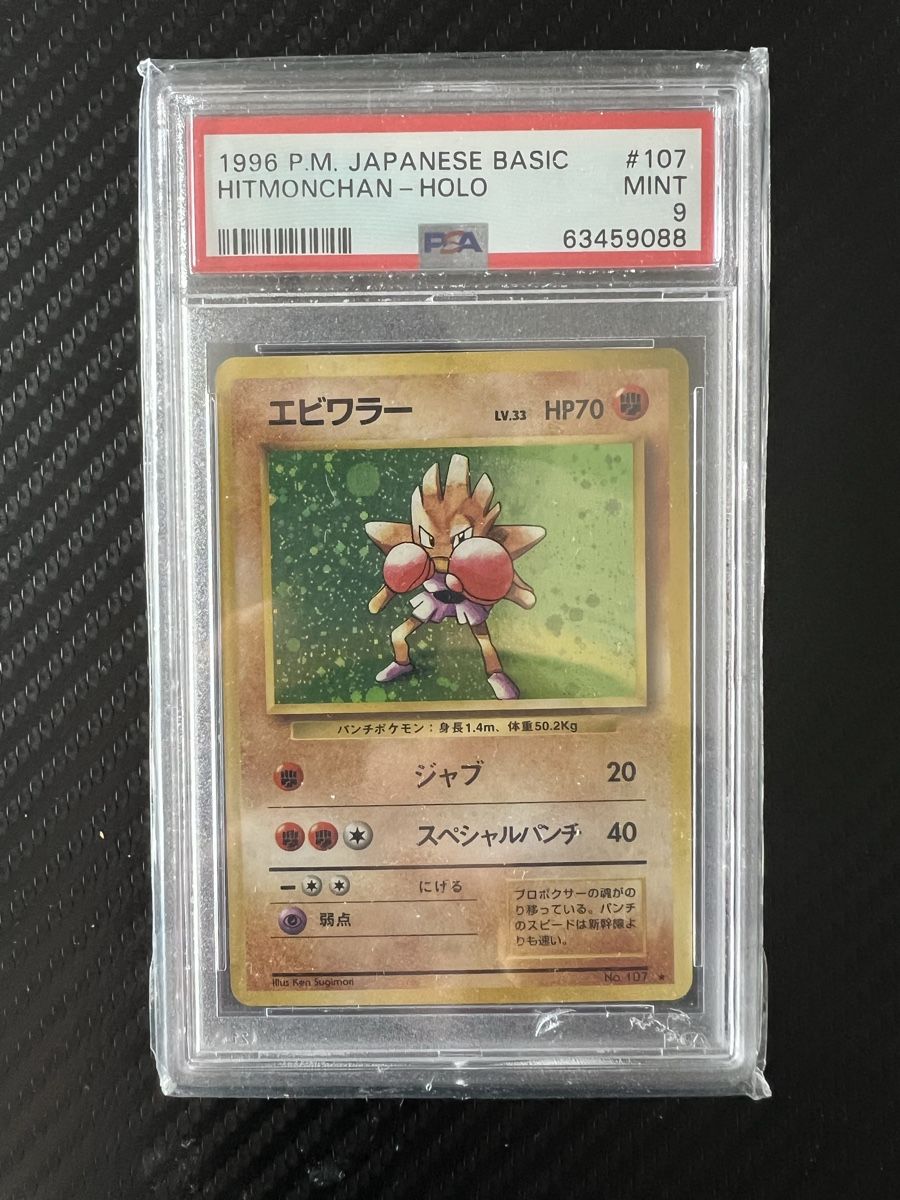 1996 P.M. JAPANESE BASIC #107
HITMONCHAN - HOLO MINT
9
PSA 63459088
エビワラー LV.33 HP70
パンチポケモン：身長1.4m、体重50.2Kg
ジャブ 20
スペシャルパンチ 40
にげる
弱点
プロボクサーの魂がの
り移っている。パンチ
のスピードは新幹線よ
りも速い。
Illus Ken Sugimori No.107 ★